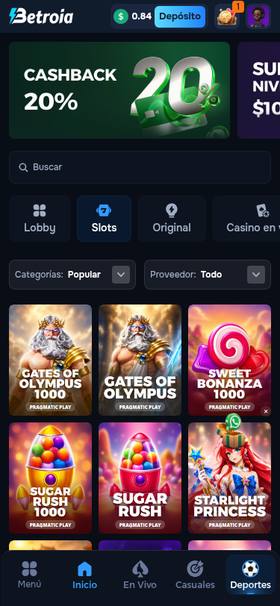 Betroia
$ 0.84 Depósito
1
CASHBACK
20%
20
SU
NIV
$10
Buscar
Lobby
Slots
Original
Casino en v
Categorías: Popular
Proveedor: Todo
GATES OF
OLYMPUS
1000
PRAGMATIC PLAY
GATES OF
OLYMPUS
PRAGMATIC PLAY
SWEET
BONANZA
1000
PRAGMATIC PLAY
SUGAR
RUSH
1000
PRAGMATIC PLAY
SUGAR
RUSH
PRAGMATIC PLAY
STARLIGHT
PRINCESS
PRAGMATIC PLAY
Menú
Inicio
En Vivo
Casuales
Deportes